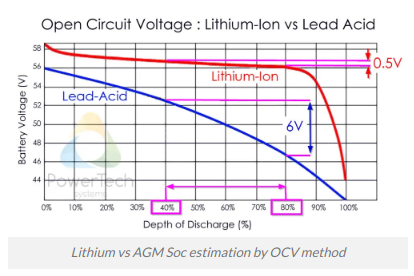 Open Circuit Voltage : Lithium-Ion vs Lead Acid
Battery Voltage (V)
58
56
54
52
50
48
46
44
Lithium-Ion
Lead-Acid
0.5V
6V
PowerTech
systems
0%
10%
20%
30%
40%
50%
60%
70%
80%
90%
100%
Depth of Discharge (%)
Lithium vs AGM Soc estimation by OCV method